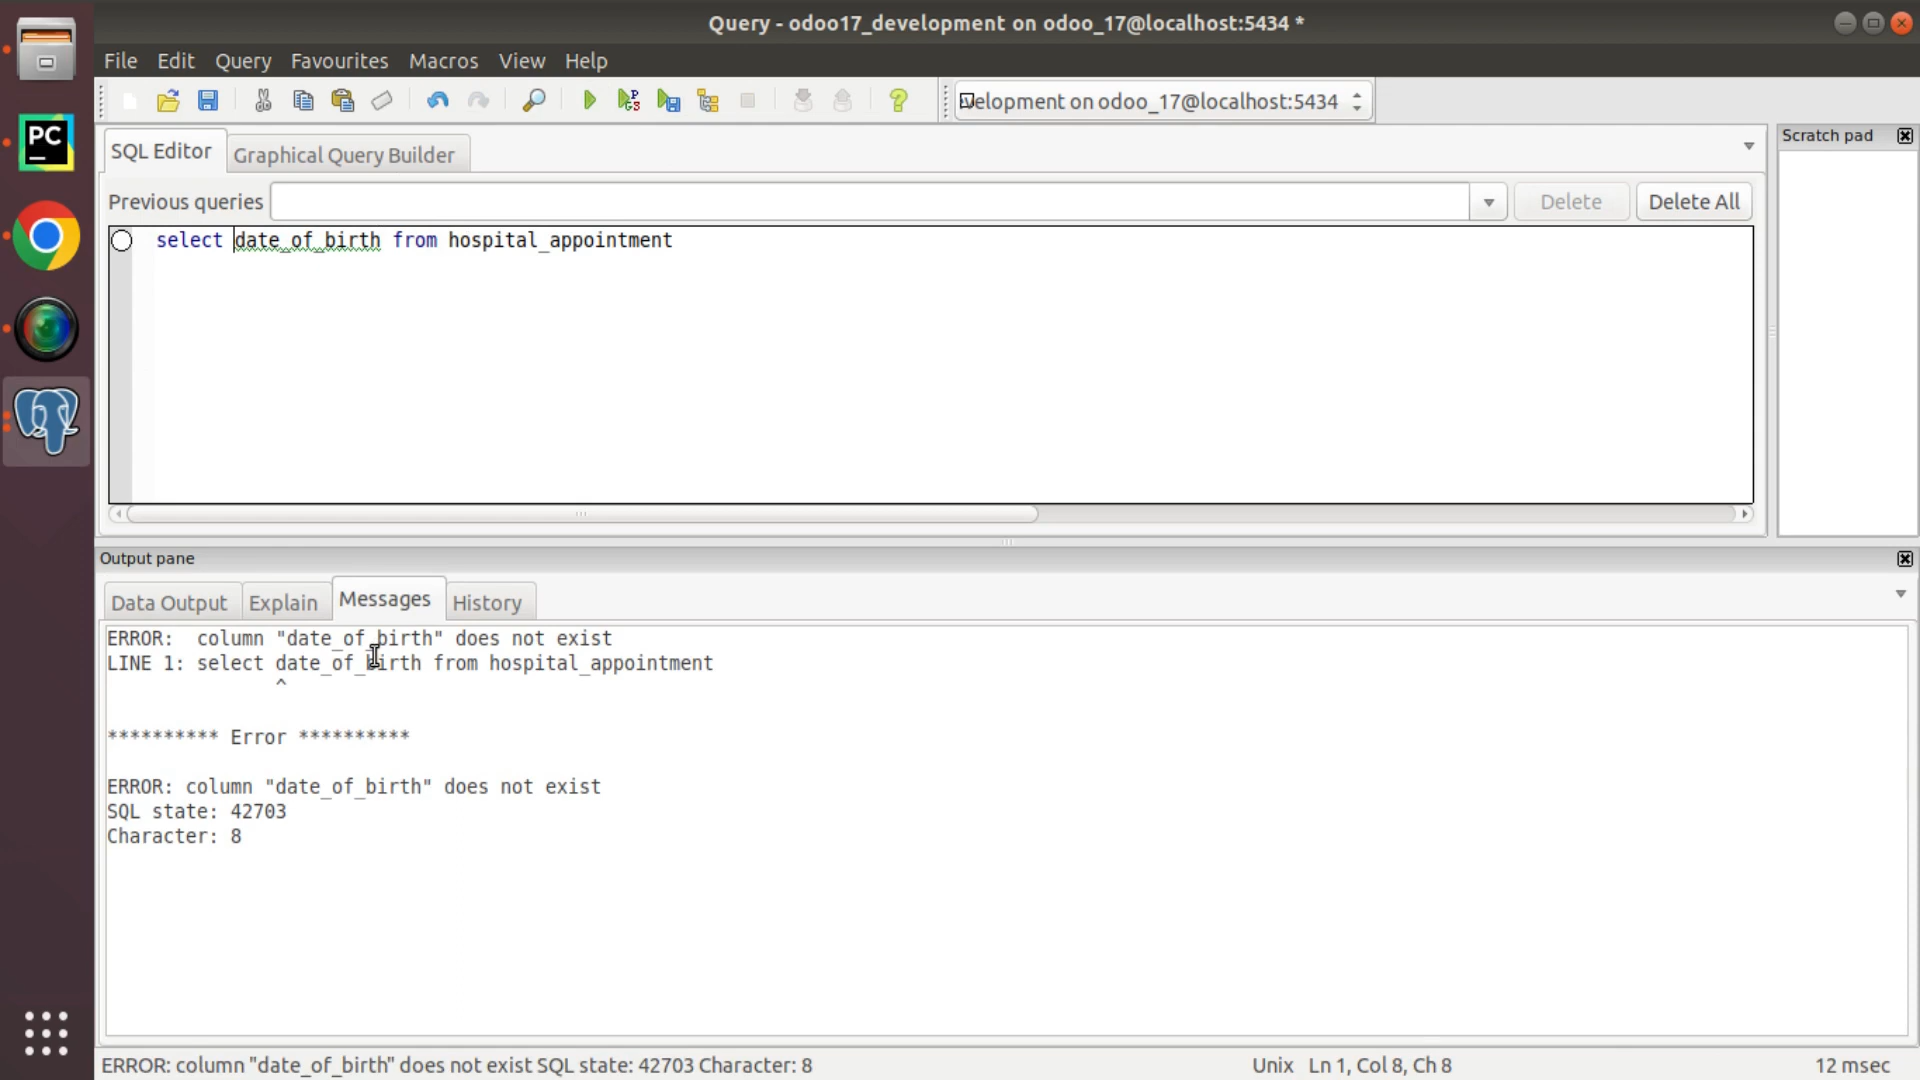 Query - odoo17_development on odoo_17@localhost:5434 *
File Edit Query Favourites Macros View Help
velopment on odoo_17@localhost:5434
SQL Editor Graphical Query Builder
Scratch pad
Previous queries Delete Delete All
select date_of_birth from hospital_appointment
Output pane
Data Output Explain Messages History
ERROR:  column "date_of_birth" does not exist
LINE 1: select date_of_birth from hospital_appointment
^
********** Error **********
ERROR: column "date_of_birth" does not exist
SQL state: 42703
Character: 8
ERROR: column "date_of_birth" does not exist SQL state: 42703 Character: 8 Unix Ln 1, Col 8, Ch 8 12 msec
PC